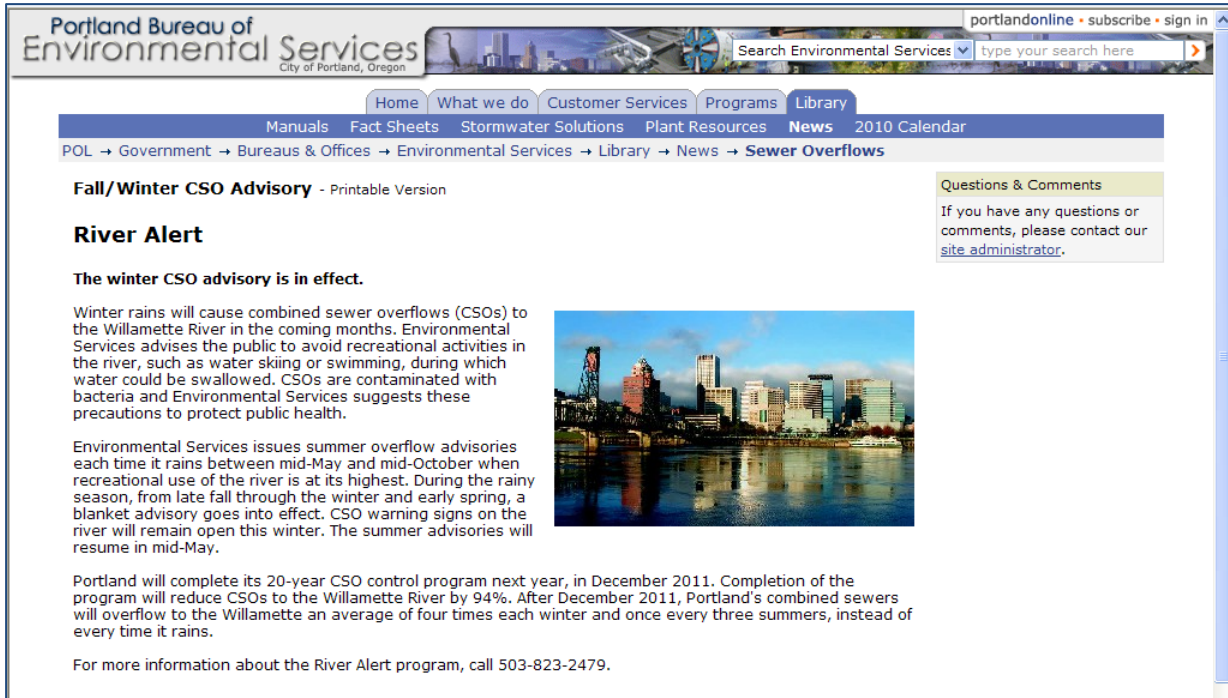 Portland Bureau of
Environmental Services
City of Portland, Oregon
portlandonline • subscribe • sign in
Search Environmental Services
type your search here
Home
What we do
Customer Services
Programs
Library
Manuals
Fact Sheets
Stormwater Solutions
Plant Resources
News
2010 Calendar
POL → Government → Bureaus & Offices → Environmental Services → Library → News → Sewer Overflows
Fall/Winter CSO Advisory - Printable Version
River Alert
The winter CSO advisory is in effect.
Winter rains will cause combined sewer overflows (CSOs) to
the Willamette River in the coming months. Environmental
Services advises the public to avoid recreational activities in
the river, such as water skiing or swimming, during which
water could be swallowed. CSOs are contaminated with
bacteria and Environmental Services suggests these
precautions to protect public health.
Environmental Services issues summer overflow advisories
each time it rains between mid-May and mid-October when
recreational use of the river is at its highest. During the rainy
season, from late fall through the winter and early spring, a
blanket advisory goes into effect. CSO warning signs on the
river will remain open this winter. The summer advisories will
resume in mid-May.
Portland will complete its 20-year CSO control program next year, in December 2011. Completion of the
program will reduce CSOs to the Willamette River by 94%. After December 2011, Portland's combined sewers
will overflow to the Willamette an average of four times each winter and once every three summers, instead of
every time it rains.
For more information about the River Alert program, call 503-823-2479.
Questions & Comments
If you have any questions or
comments, please contact our
site administrator.